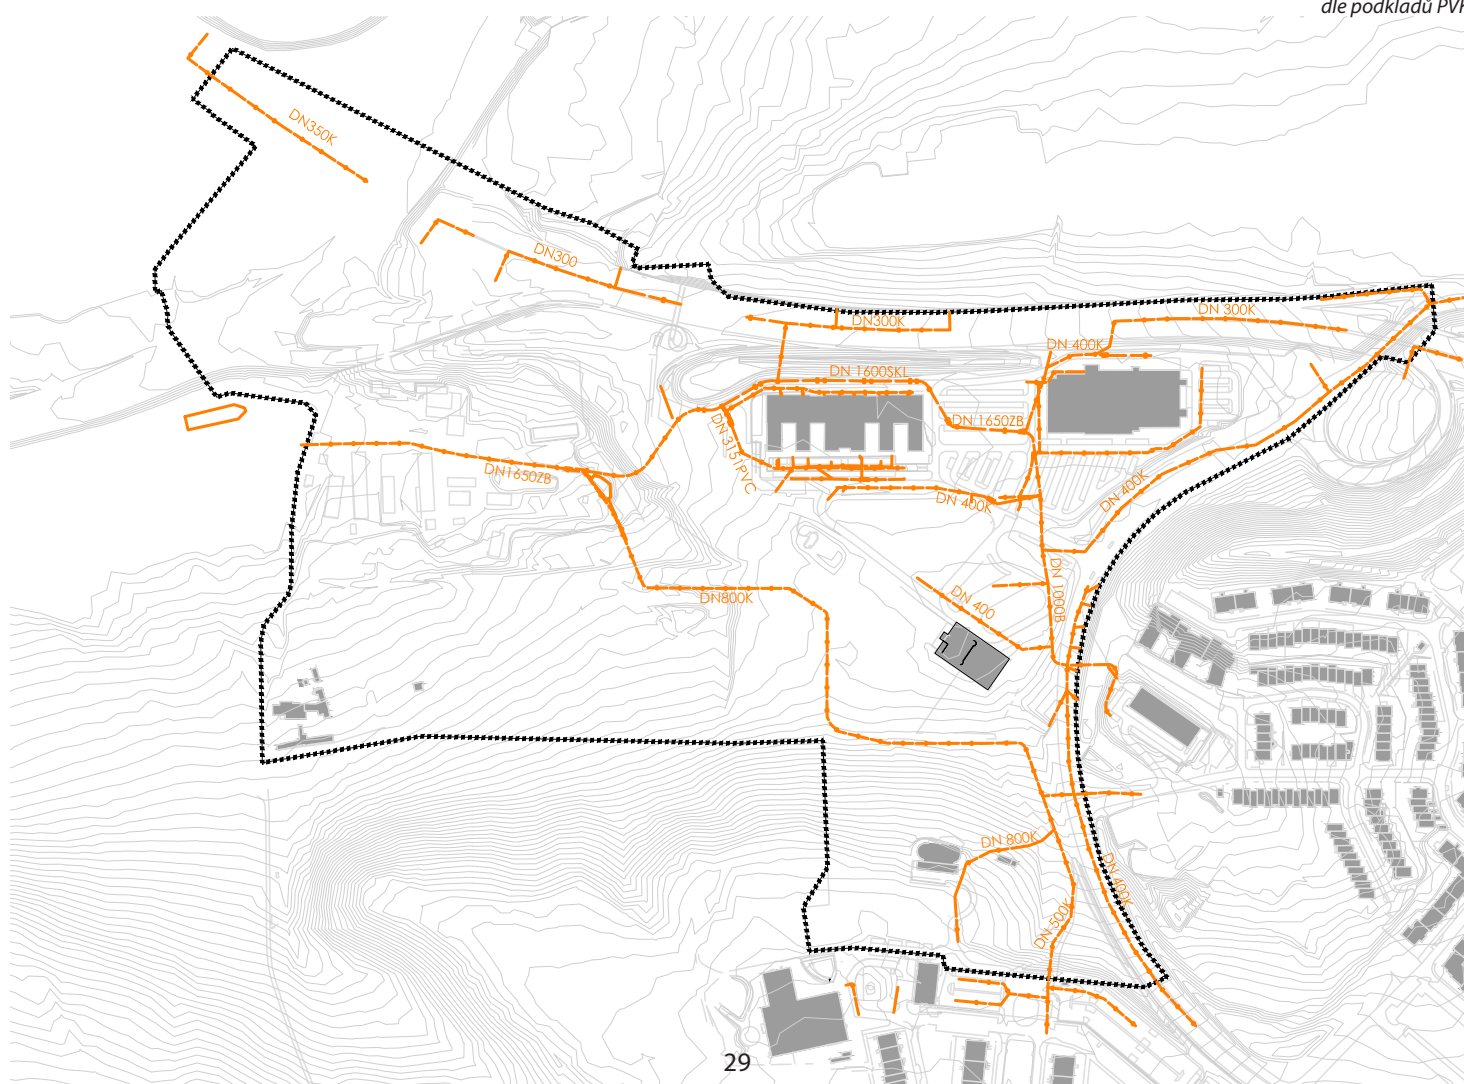 dle podkladů PVK
DN350K
DN300
DN300K
DN 300K
DN 400K
DN 1600SKL
DN 1650ZB
DN 315 1PVC
DN1650ZB
DN 400K
DN 400K
DN 1000B
DN800K
DN 400
DN 800K
DN 400K
DN 500K
29